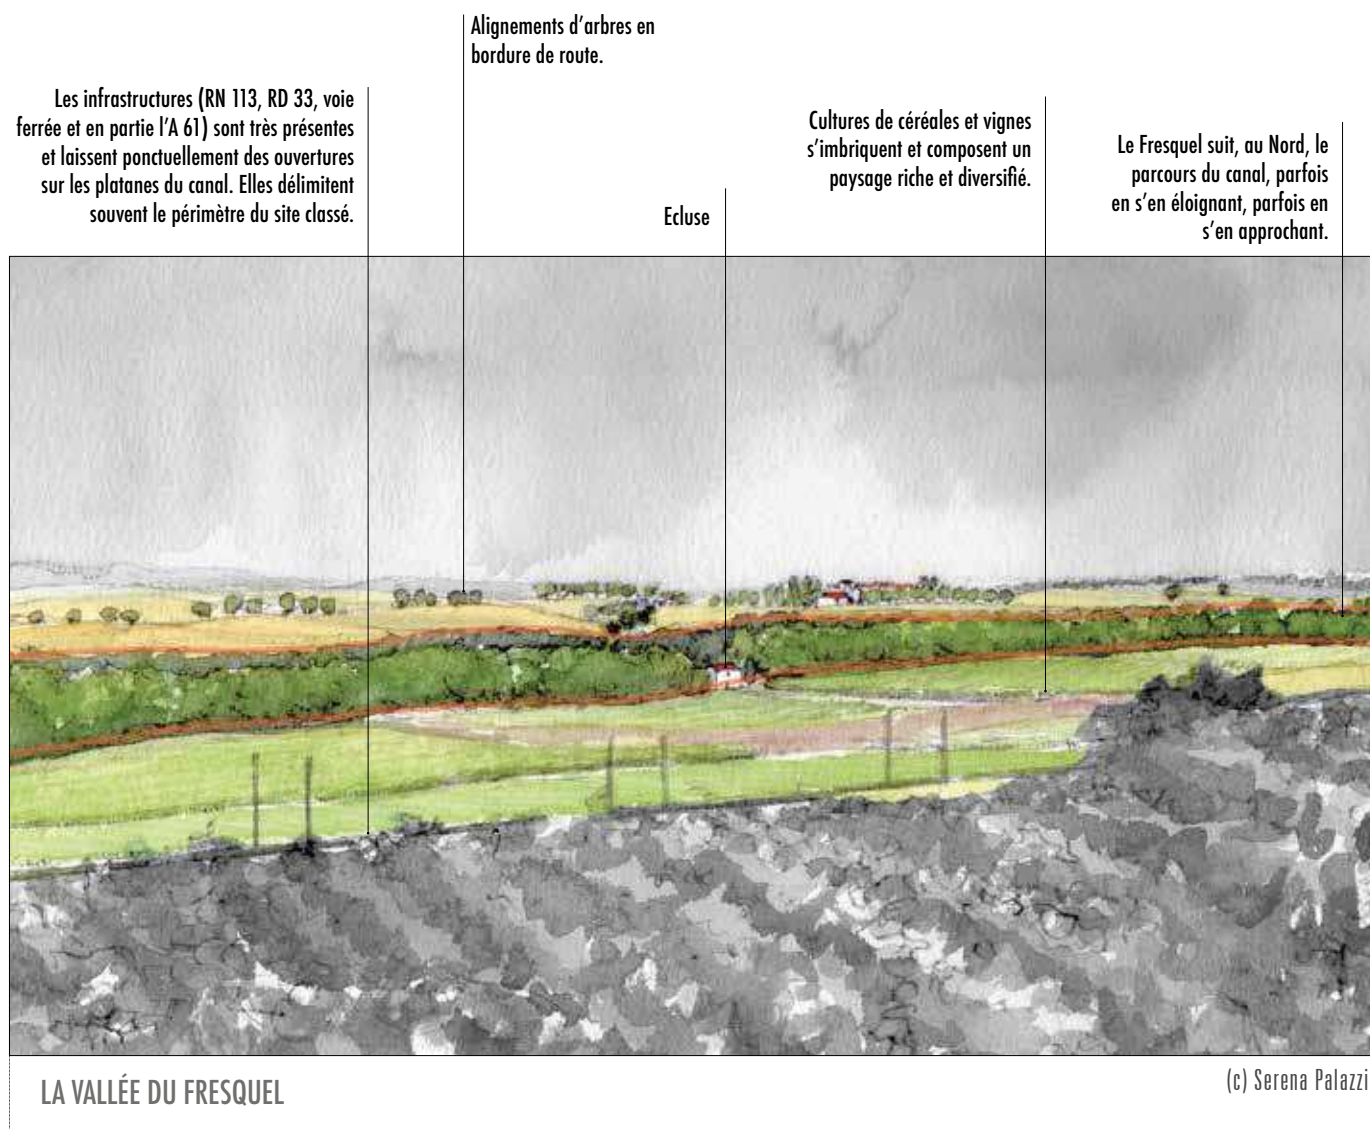 Alignements d'arbres en
bordure de route.
Les infrastructures (RN 113, RD 33, voie
ferrée et en partie l'A 61) sont très présentes
et laissent ponctuellement des ouvertures
sur les platanes du canal. Elles délimitent
souvent le périmètre du site classé.
Ecluse
Cultures de céréales et vignes
s'imbriquent et composent un
paysage riche et diversifié.
Le Fresquel suit, au Nord, le
parcours du canal, parfois
en s'en éloignant, parfois en
s'en approchant.
LA VALLÉE DU FRESQUEL
(c) Serena Palazzi